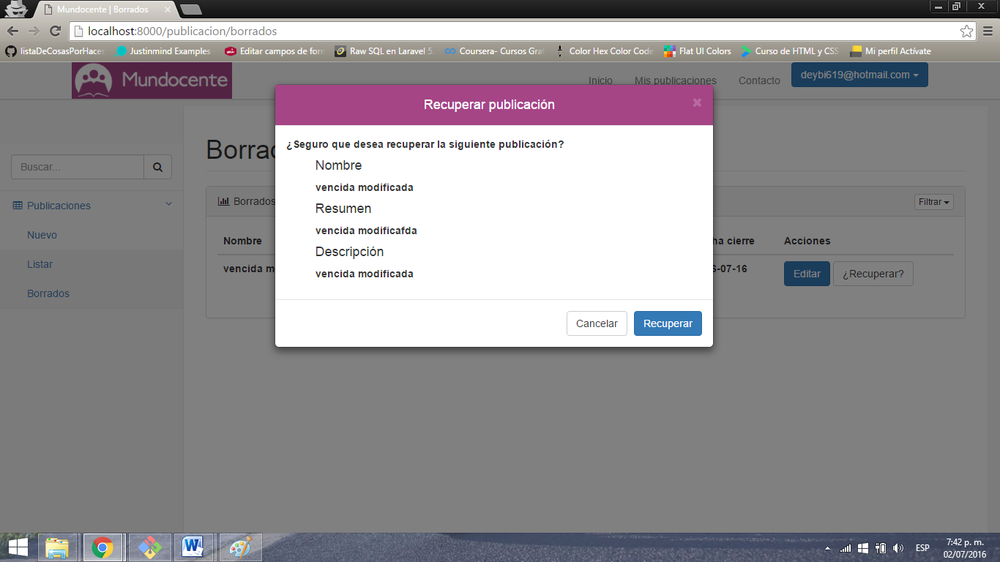 Mundocente | Borrados
localhost:8000/publicacion/borrados
listaDeCosasPorHacer
Justinmind Examples
Editar campos de for
Raw SQL en Laravel 5.
Coursera- Cursos Gra
Color Hex Color Code
Flat UI Colors
Curso de HTML y CSS
Mi perfil Actívate
Mundocente
Inicio
Mis publicaciones
Contacto
deybi619@hotmail.com
Recuperar publicación
¿Seguro que desea recuperar la siguiente publicación?
Nombre
vencida modificada
Resumen
vencida modificafda
Descripción
vencida modificada
Cancelar
Recuperar
Buscar...
Publicaciones
Nuevo
Listar
Borrados
Borrad
Borrados
Filtrar
Nombre
ha cierre
Acciones
vencida m
6-07-16
Editar
¿Recuperar?
ESP
7:42 p. m.
02/07/2016